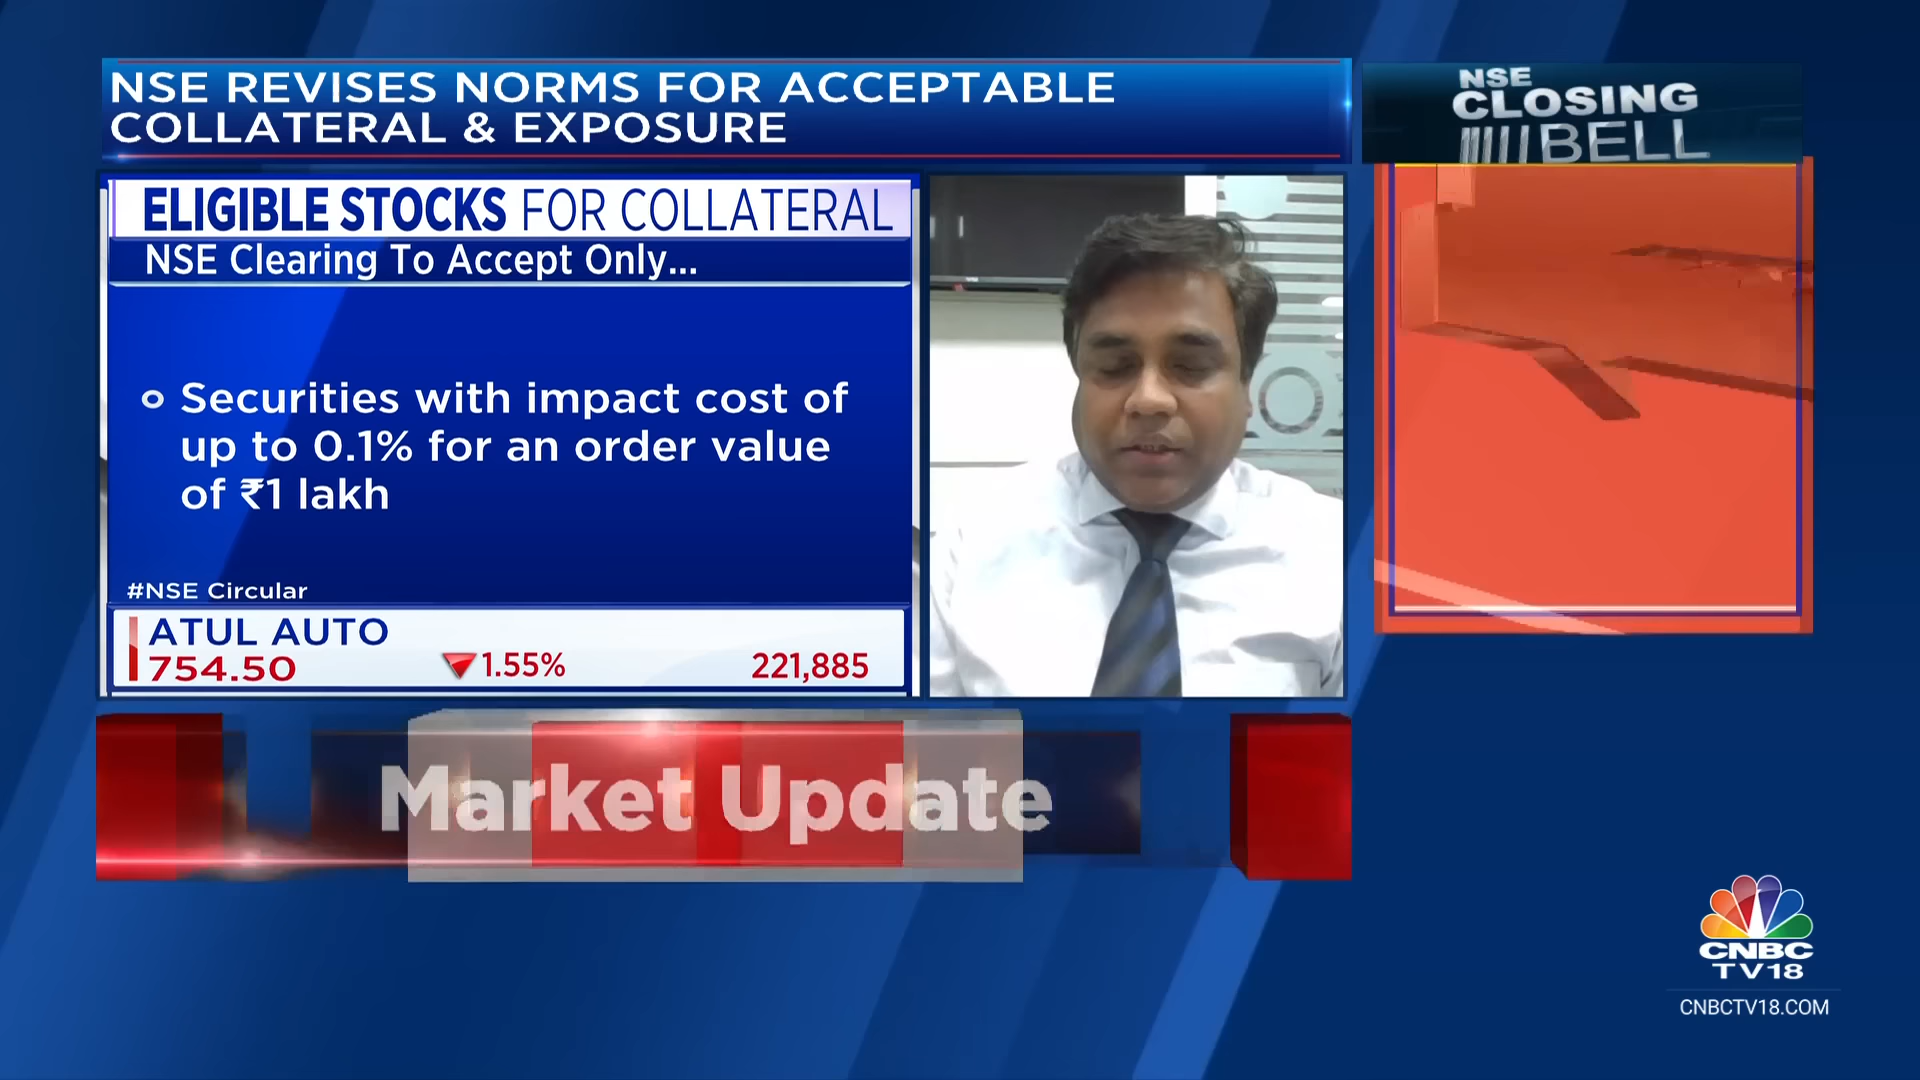 NSE REVISES NORMS FOR ACCEPTABLE
COLLATERAL & EXPOSURE
NSE
CLOSING
BELL
ELIGIBLE STOCKS FOR COLLATERAL
NSE Clearing To Accept Only...
Securities with impact cost of
up to 0.1% for an order value
of ₹1 lakh
#NSE Circular
ATUL AUTO
754.50 1.55% 221,885
Market Update
CNBC
TV18
CNBCTV18.COM